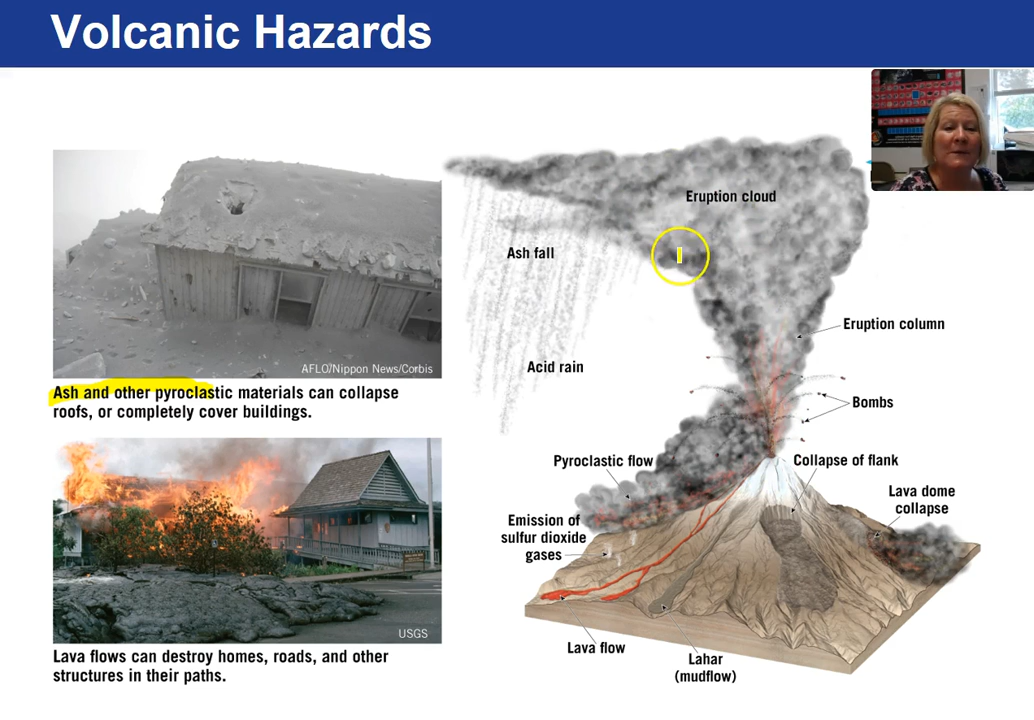 Volcanic Hazards
AFLO/Nippon News/Corbis
Ash and other pyroclastic materials can collapse
roofs, or completely cover buildings.
USGS
Lava flows can destroy homes, roads, and other
structures in their paths.
Eruption cloud
Ash fall
Eruption column
Acid rain
Bombs
Pyroclastic flow
Collapse of flank
Lava dome
collapse
Emission of
sulfur dioxide
gases
Lava flow
Lahar
(mudflow)